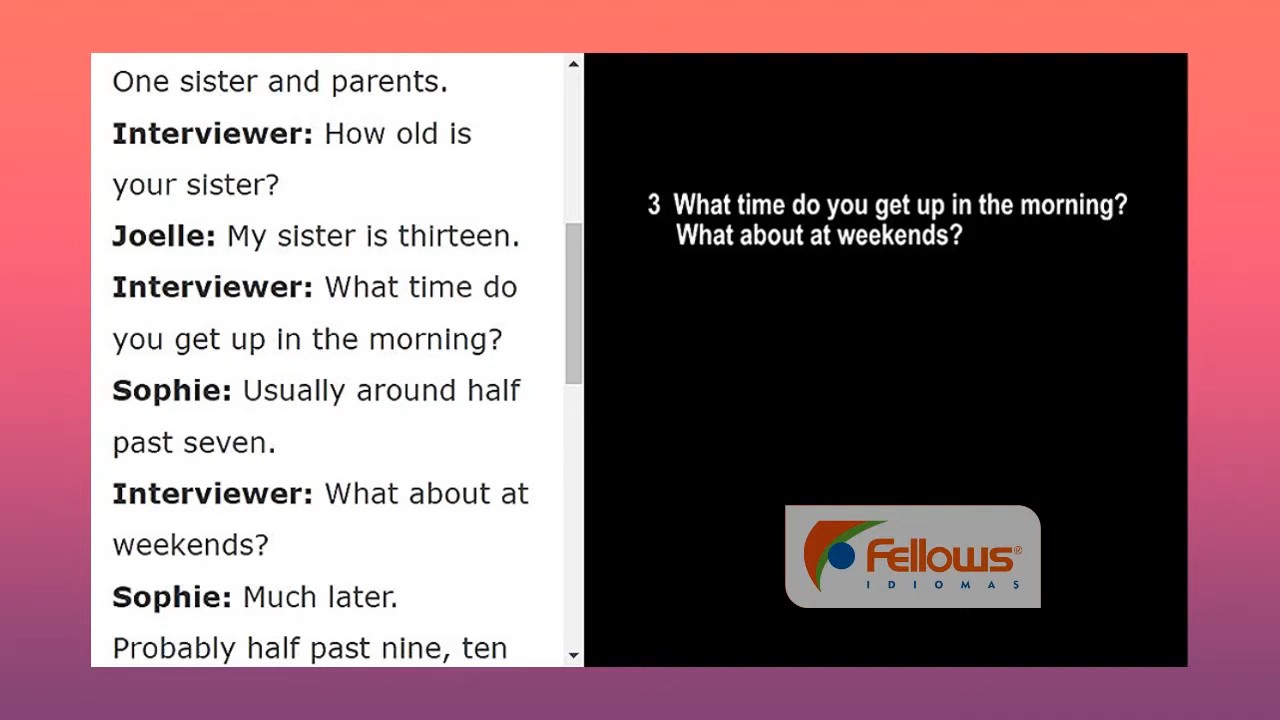 One sister and parents.
Interviewer: How old is
your sister?
Joelle: My sister is thirteen.
Interviewer: What time do
you get up in the morning?
Sophie: Usually around half
past seven.
Interviewer: What about at
weekends?
Sophie: Much later.
Probably half past nine, ten
3 What time do you get up in the morning?
What about at weekends?
Fellows®
IDIOMAS